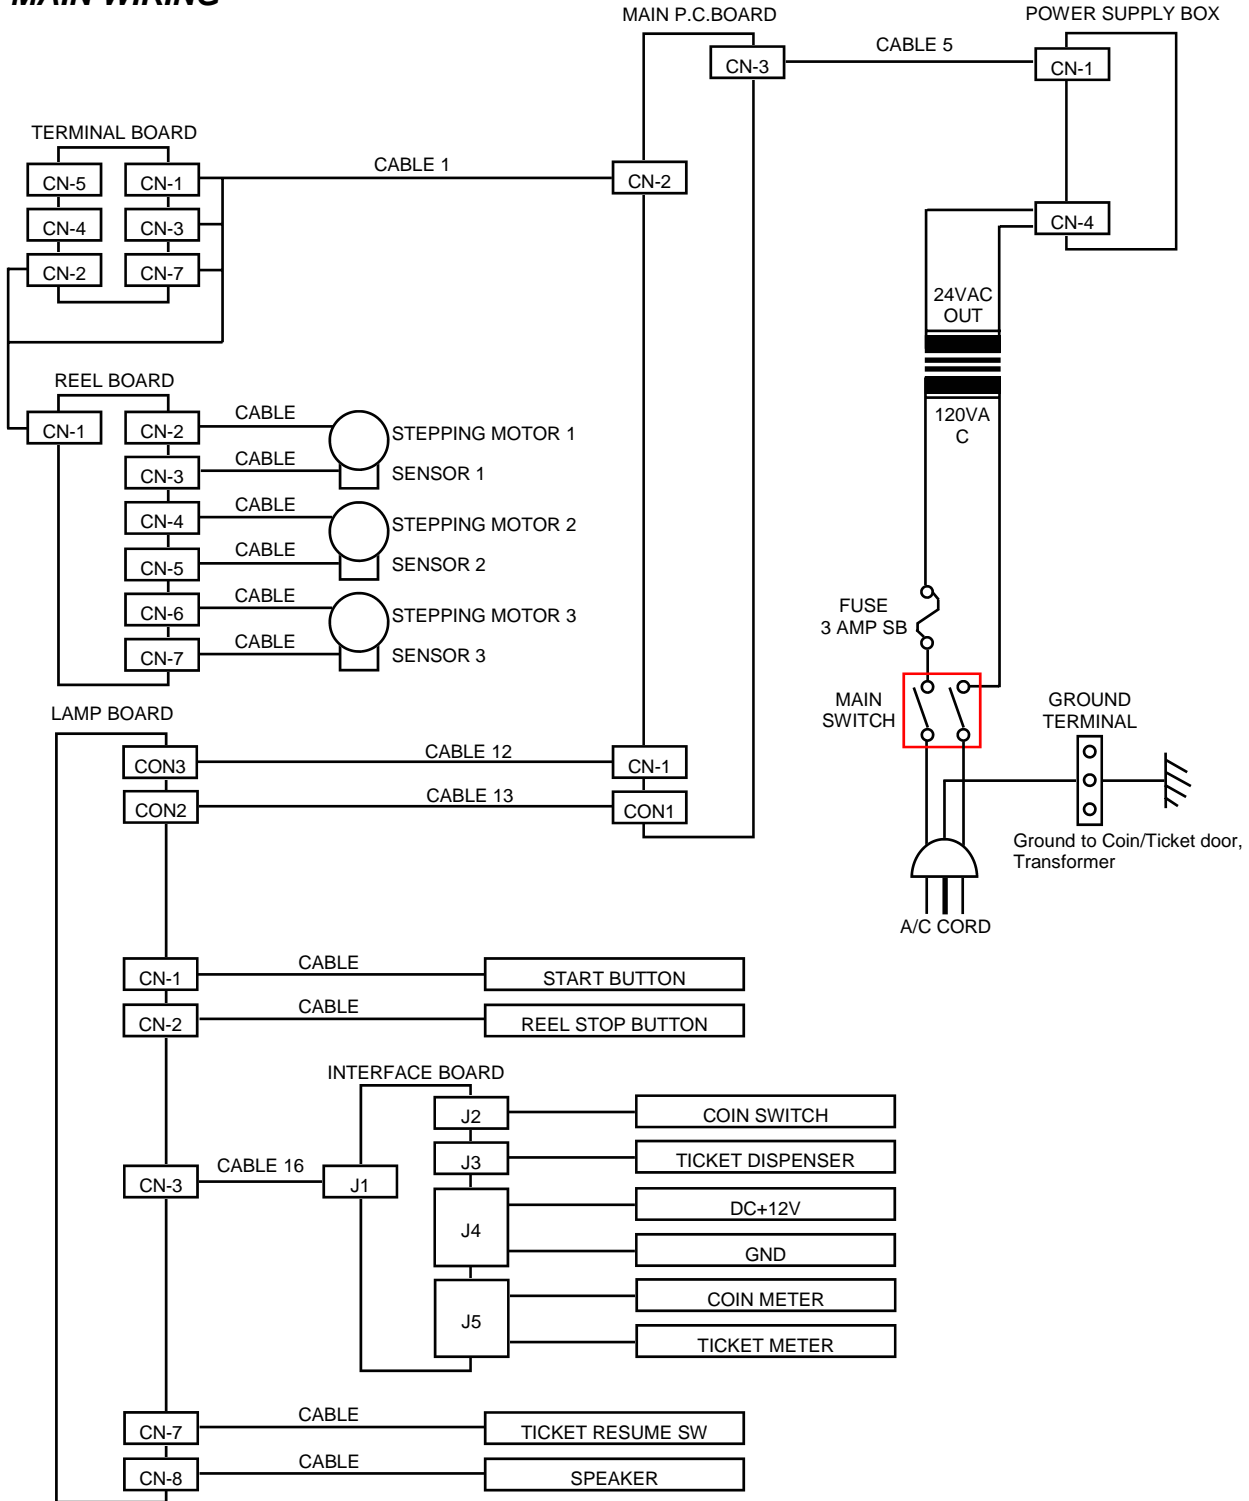 MAIN WIRING
MAIN P.C.BOARD
POWER SUPPLY BOX
CN-3
CABLE 5
CN-1
TERMINAL BOARD
CN-5
CN-1
CABLE 1
CN-2
CN-4
CN-3
CN-4
CN-2
CN-7
24VAC
OUT
REEL BOARD
120VA
C
CN-1
CN-2
CABLE
STEPPING MOTOR 1
CN-3
CABLE
SENSOR 1
CN-4
CABLE
STEPPING MOTOR 2
CN-5
CABLE
SENSOR 2
CN-6
CABLE
STEPPING MOTOR 3
CN-7
CABLE
SENSOR 3
FUSE
3 AMP SB
MAIN
SWITCH
GROUND
TERMINAL
Ground to Coin/Ticket door,
Transformer
A/C CORD
LAMP BOARD
CON3
CABLE 12
CN-1
CON2
CABLE 13
CON1
CN-1
CABLE
START BUTTON
CN-2
CABLE
REEL STOP BUTTON
INTERFACE BOARD
J2
COIN SWITCH
CN-3
CABLE 16
J1
J3
TICKET DISPENSER
J4
DC+12V
GND
J5
COIN METER
TICKET METER
CN-7
CABLE
TICKET RESUME SW
CN-8
CABLE
SPEAKER